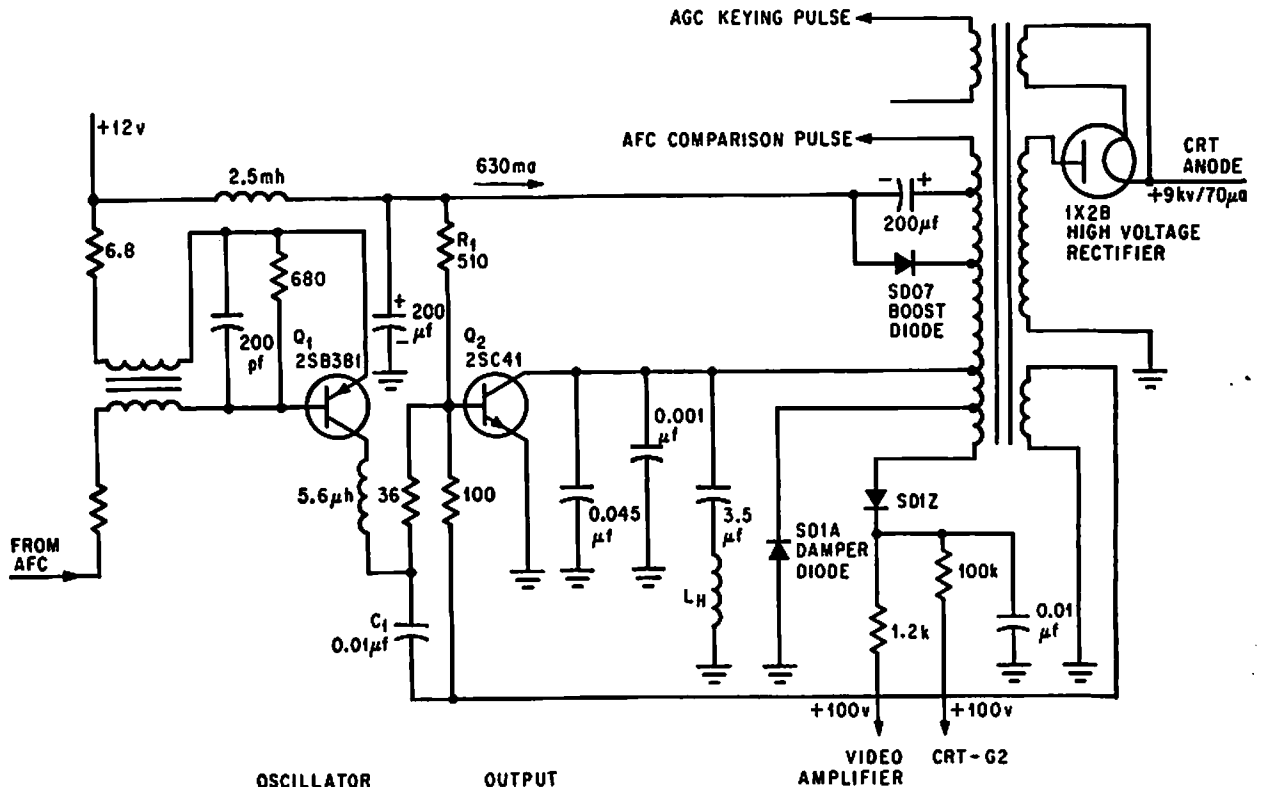 AGC KEYING PULSE
+12v
AFC COMPARISON PULSE
2.5mh
630ma
CRT
ANODE
+9kv/70µa
- +
200µf
1X2B
HIGH VOLTAGE
RECTIFIER
6.8
R1
510
680
SD07
BOOST
DIODE
+
200
µf
-
200
pf
Q1
2SB381
Q2
2SC41
0.001
µf
5.6µh
36
100
0.045
µf
3.5
µf
SD1Z
SD1A
DAMPER
DIODE
100k
FROM
AFC
LH
C1
0.01µf
1.2k
0.01
µf
+100v
+100v
VIDEO
AMPLIFIER
CRT-G2
OSCILLATOR
OUTPUT